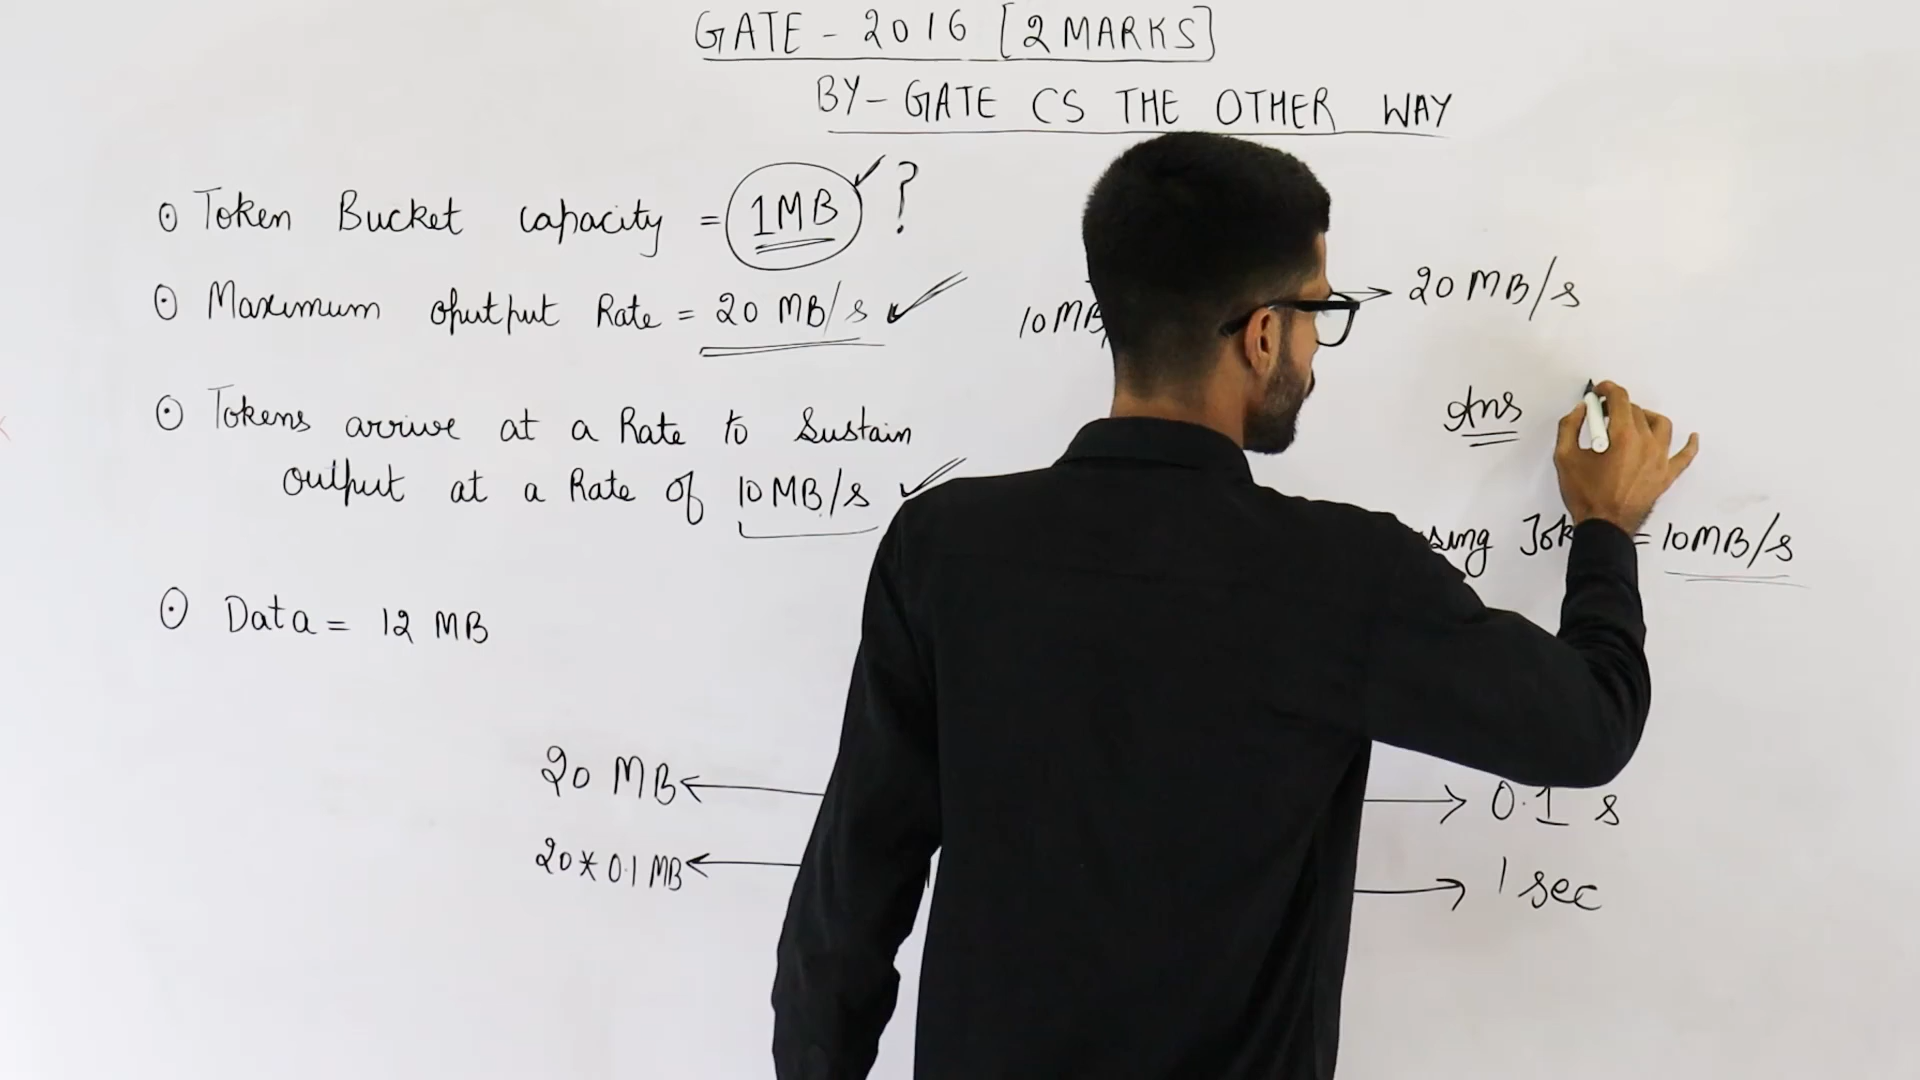 GATE - 2016 [2 MARKS]
BY - GATE CS THE OTHER WAY
Token Bucket capacity = 1MB ?
Maximum output Rate = 20 MB/s
10MB
20 MB/s
Tokens arrive at a Rate to Sustain
output at a Rate of 10MB/s
Ans
= 10MB/s
Data = 12 MB
20 MB
0.1 s
20 * 0.1 MB
1 sec